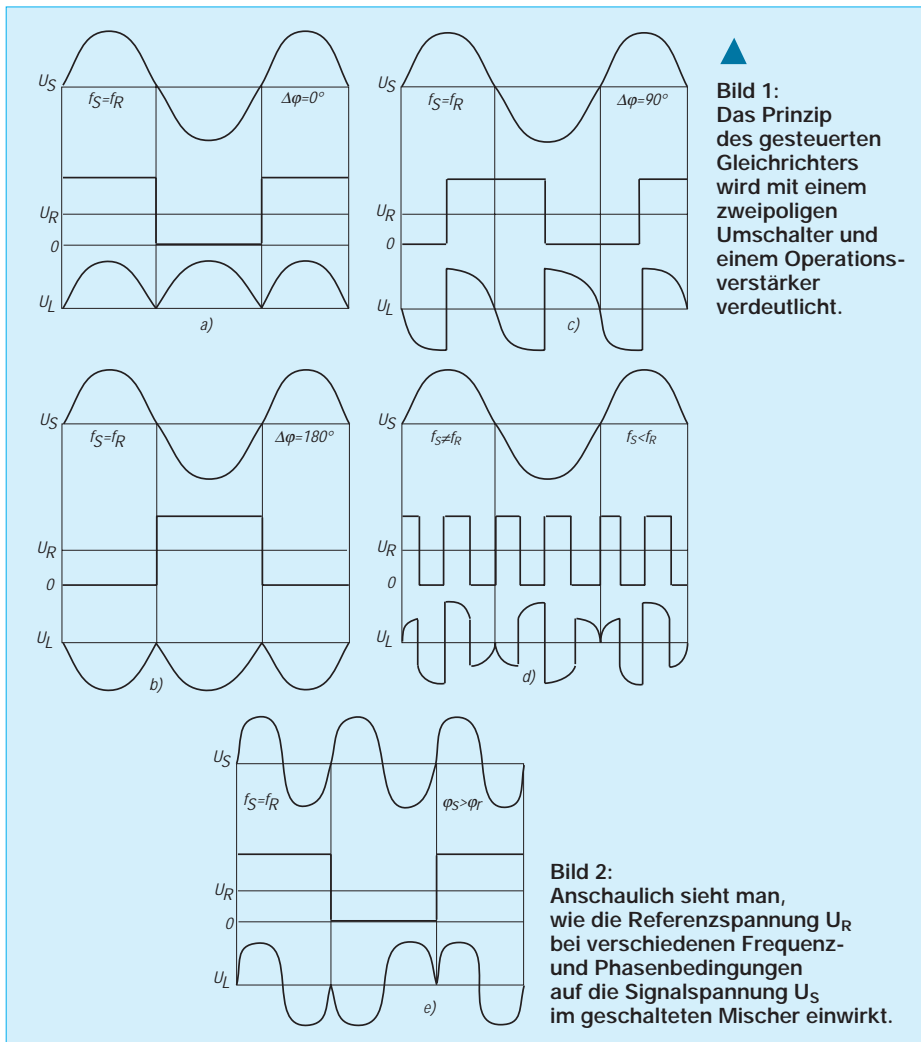 U_S
f_S=f_R
Δφ=0°
U_R
0
U_L
a)
U_S
f_S=f_R
Δφ=90°
U_R
0
U_L
c)
Bild 1:
Das Prinzip
des gesteuerten
Gleichrichters
wird mit einem
zweipoligen
Umschalter und
einem Operations-
verstärker
verdeutlicht.
U_S
f_S=f_R
Δφ=180°
U_R
0
U_L
b)
U_S
f_S≠f_R
f_S<f_R
U_R
0
U_L
d)
U_S
f_S=f_R
φ_s>φ_r
U_R
0
U_L
e)
Bild 2:
Anschaulich sieht man,
wie die Referenzspannung U_R
bei verschiedenen Frequenz-
und Phasenbedingungen
auf die Signalspannung U_S
im geschalteten Mischer einwirkt.